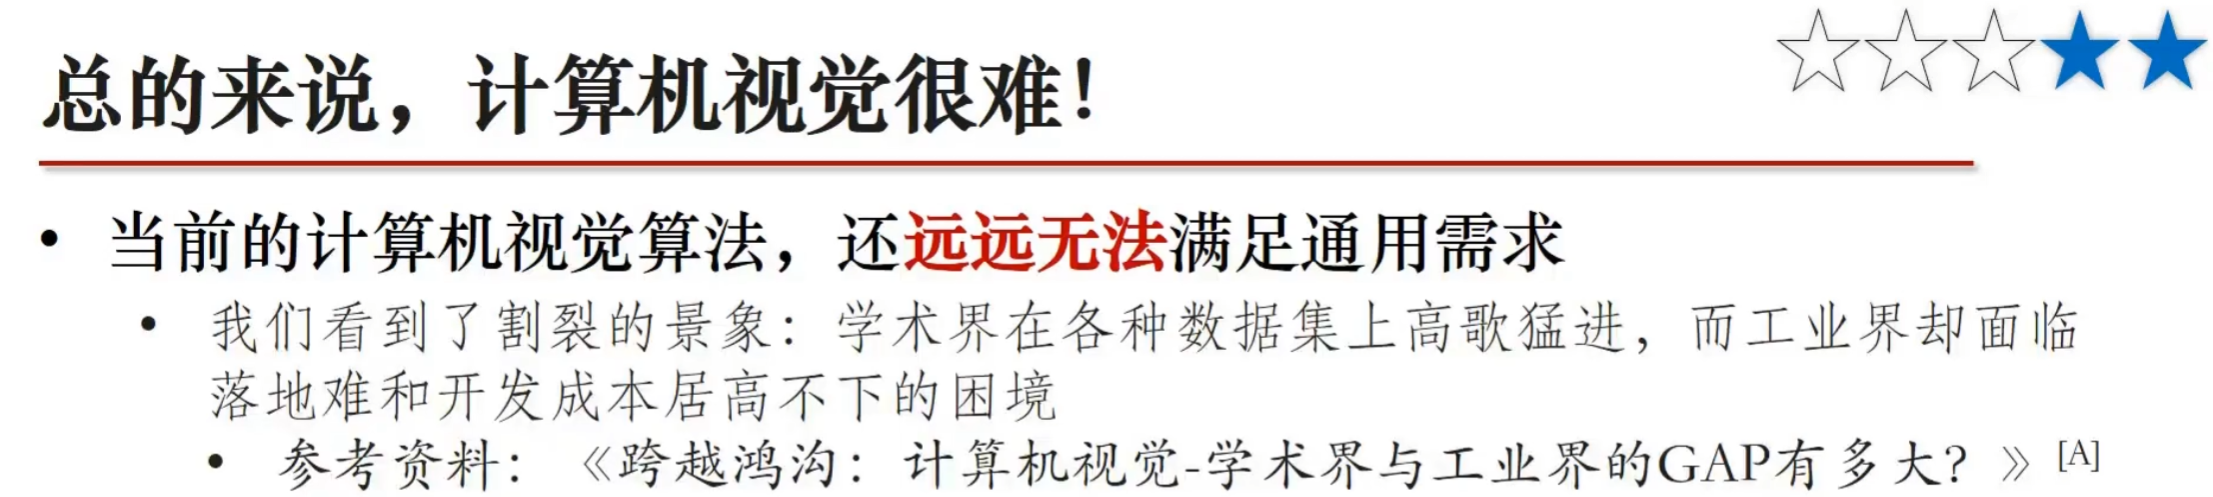 总的来说，计算机视觉很难！
• 当前的计算机视觉算法，还远远无法满足通用需求
• 我们看到了割裂的景象：学术界在各种数据集上高歌猛进，而工业界却面临
落地难和开发成本居高不下的困境
• 参考资料：《跨越鸿沟：计算机视觉-学术界与工业界的GAP有多大？》[A]